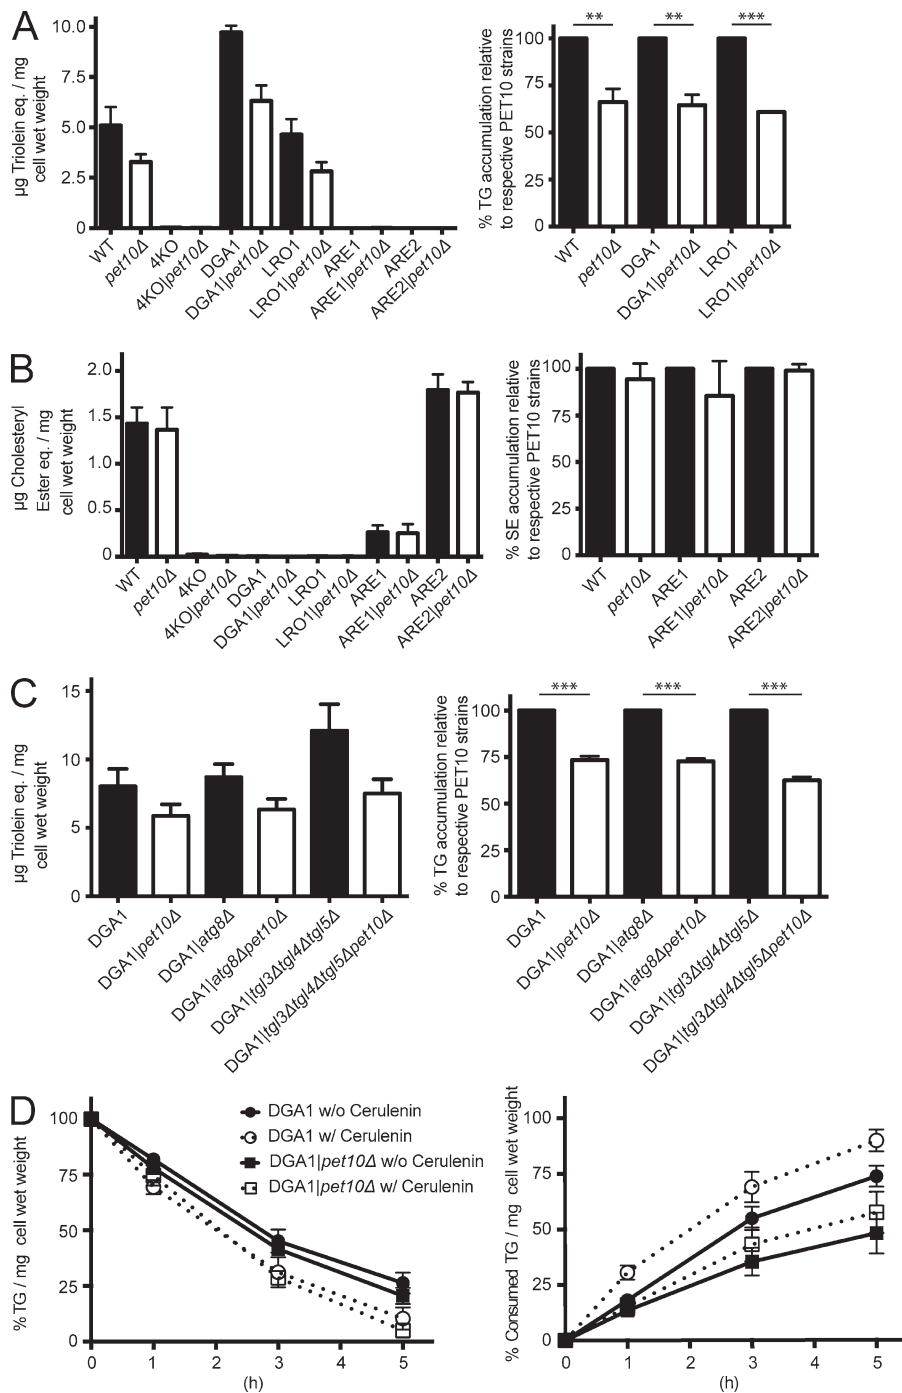 A
µg Triolein eq. / mg
cell wet weight
10.0
7.5
5.0
2.5
0
WT
pet10Δ
4KO
4KO|pet10Δ
DGA1
DGA1|pet10Δ
LRO1
LRO1|pet10Δ
ARE1
ARE1|pet10Δ
ARE2
ARE2|pet10Δ
% TG accumulation relative
to respective PET10 strains
100
75
50
25
0
**
**
***
WT
pet10Δ
DGA1
DGA1|pet10Δ
LRO1
LRO1|pet10Δ
B
µg Cholesteryl
Ester eq. / mg
cell wet weight
2.0
1.5
1.0
0.5
0
WT
pet10Δ
4KO
4KO|pet10Δ
DGA1
DGA1|pet10Δ
LRO1
LRO1|pet10Δ
ARE1
ARE1|pet10Δ
ARE2
ARE2|pet10Δ
% SE accumulation relative
to respective PET10 strains
100
75
50
25
0
WT
pet10Δ
ARE1
ARE1|pet10Δ
ARE2
ARE2|pet10Δ
C
µg Triolein eq. / mg
cell wet weight
15
10
5
0
DGA1
DGA1|pet10Δ
DGA1|atg8Δ
DGA1|atg8Δpet10Δ
DGA1|tgl3Δtgl4Δtgl5Δ
DGA1|tgl3Δtgl4Δtgl5Δpet10Δ
% TG accumulation relative
to respective PET10 strains
100
75
50
25
0
***
***
***
DGA1
DGA1|pet10Δ
DGA1|atg8Δ
DGA1|atg8Δpet10Δ
DGA1|tgl3Δtgl4Δtgl5Δ
DGA1|tgl3Δtgl4Δtgl5Δpet10Δ
D
% TG / mg cell wet weight
100
75
50
25
0
DGA1 w/o Cerulenin
DGA1 w/ Cerulenin
DGA1|pet10Δ w/o Cerulenin
DGA1|pet10Δ w/ Cerulenin
0 1 2 3 4 5
(h)
% Consumed TG / mg cell wet weight
100
75
50
25
0
0 1 2 3 4 5
(h)